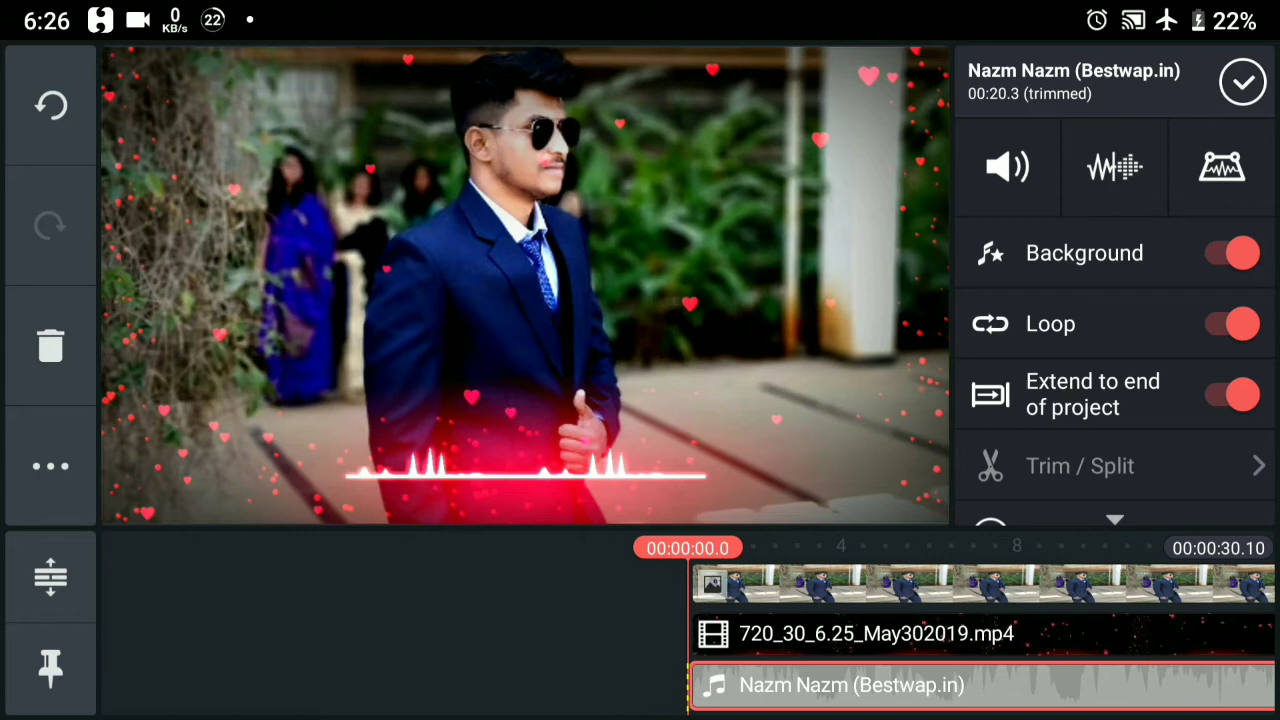 6:26
0
KB/s
22
22%
Nazm Nazm (Bestwap.in)
00:20.3 (trimmed)
Background
Loop
Extend to end
of project
Trim / Split
00:00:00.0
4
8
00:00:30.10
720_30_6.25_May302019.mp4
Nazm Nazm (Bestwap.in)